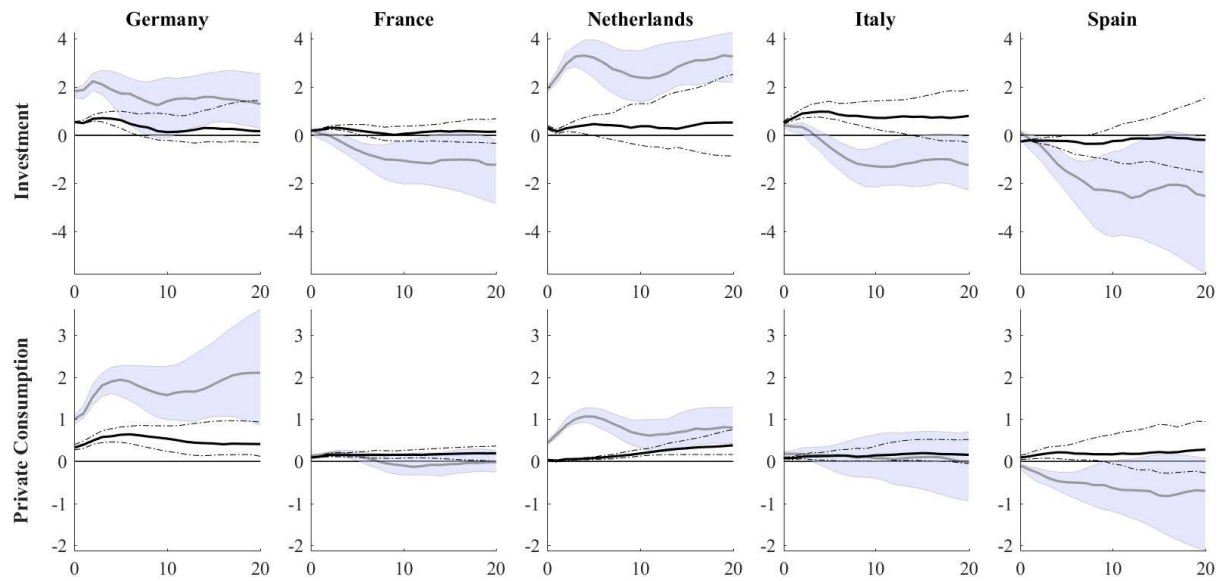 Germany France Netherlands Italy Spain
Investment
4 4 4 4 4
2 2 2 2 2
0 0 0 0 0
-2 -2 -2 -2 -2
-4 -4 -4 -4 -4
0 10 20 0 10 20 0 10 20 0 10 20 0 10 20
Private Consumption
3 3 3 3 3
2 2 2 2 2
1 1 1 1 1
0 0 0 0 0
-1 -1 -1 -1 -1
-2 -2 -2 -2 -2
0 10 20 0 10 20 0 10 20 0 10 20 0 10 20